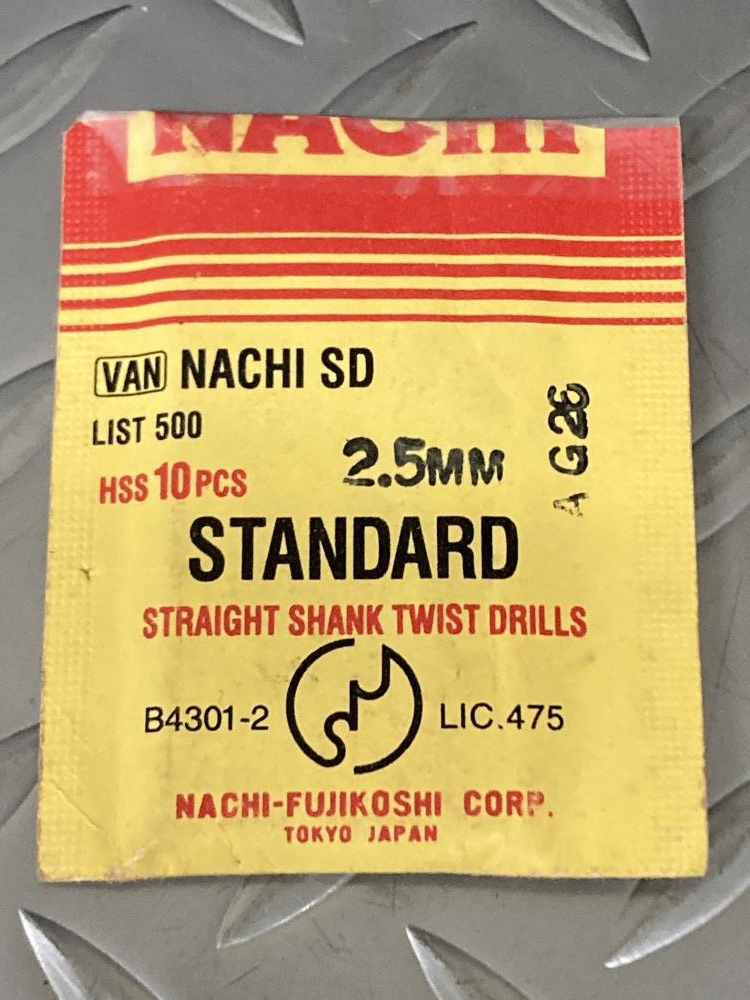 NACHI
VAN NACHI SD
LIST 500
HSS 10 PCS
2.5MM
A G26
STANDARD
STRAIGHT SHANK TWIST DRILLS
B4301-2
LIC.475
NACHI-FUJIKOSHI CORP.
TOKYO JAPAN